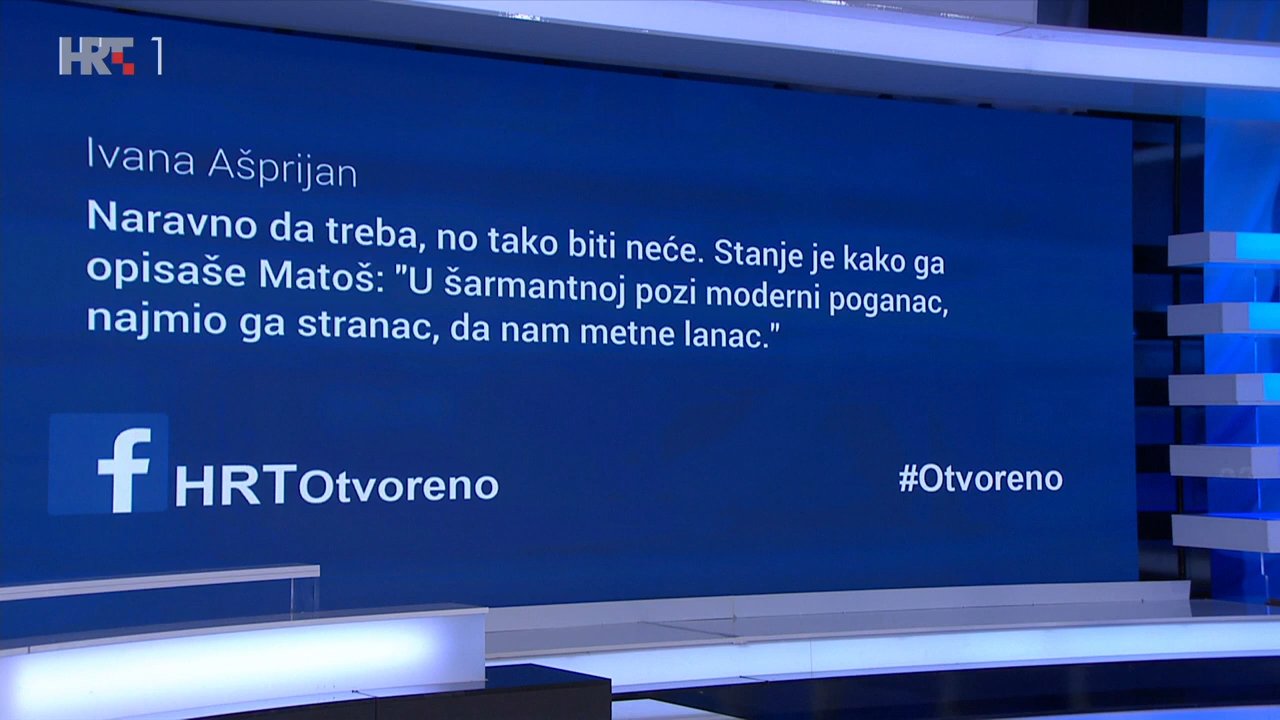 HRT 1
Ivana Ašprijan
Naravno da treba, no tako biti neće. Stanje je kako ga
opisaše Matoš: "U šarmantnoj pozi moderni poganac,
najmio ga stranac, da nam metne lanac."
f HRTOtvoreno
#Otvoreno